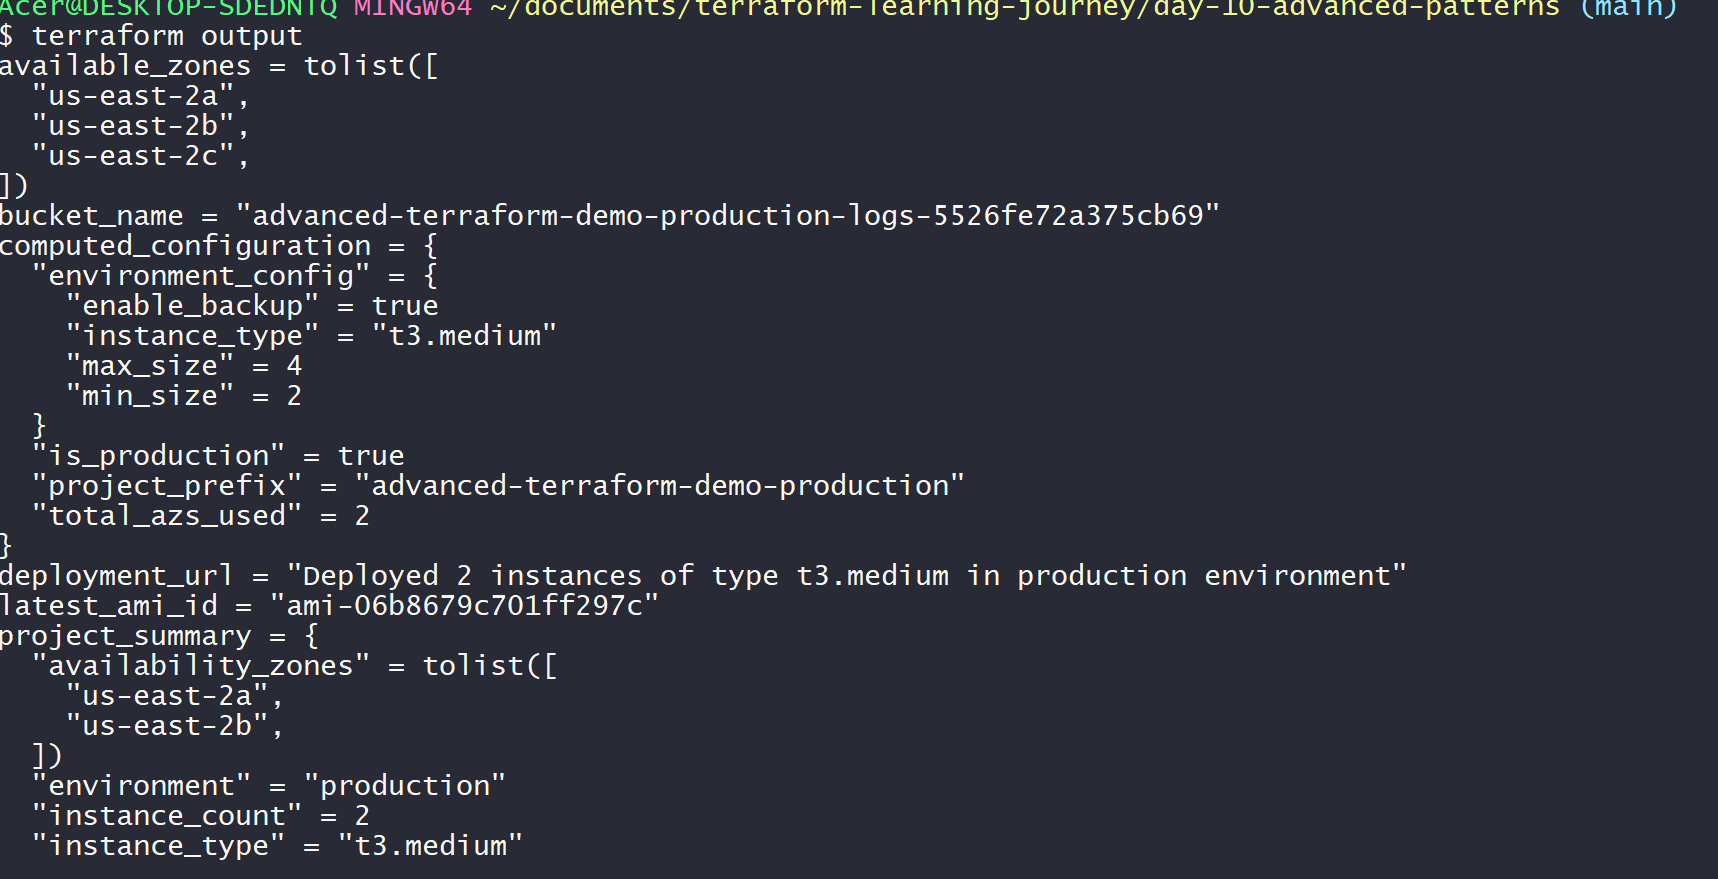 Acer@DESKTOP-SDEDNTQ MINGW64 ~/documents/terraform-learning-journey/day-10-advanced-patterns (main)
$ terraform output
available_zones = tolist([
  "us-east-2a",
  "us-east-2b",
  "us-east-2c",
])
bucket_name = "advanced-terraform-demo-production-logs-5526fe72a375cb69"
computed_configuration = {
  "environment_config" = {
    "enable_backup" = true
    "instance_type" = "t3.medium"
    "max_size" = 4
    "min_size" = 2
  }
  "is_production" = true
  "project_prefix" = "advanced-terraform-demo-production"
  "total_azs_used" = 2
}
deployment_url = "Deployed 2 instances of type t3.medium in production environment"
latest_ami_id = "ami-06b8679c701ff297c"
project_summary = {
  "availability_zones" = tolist([
    "us-east-2a",
    "us-east-2b",
  ])
  "environment" = "production"
  "instance_count" = 2
  "instance_type" = "t3.medium"